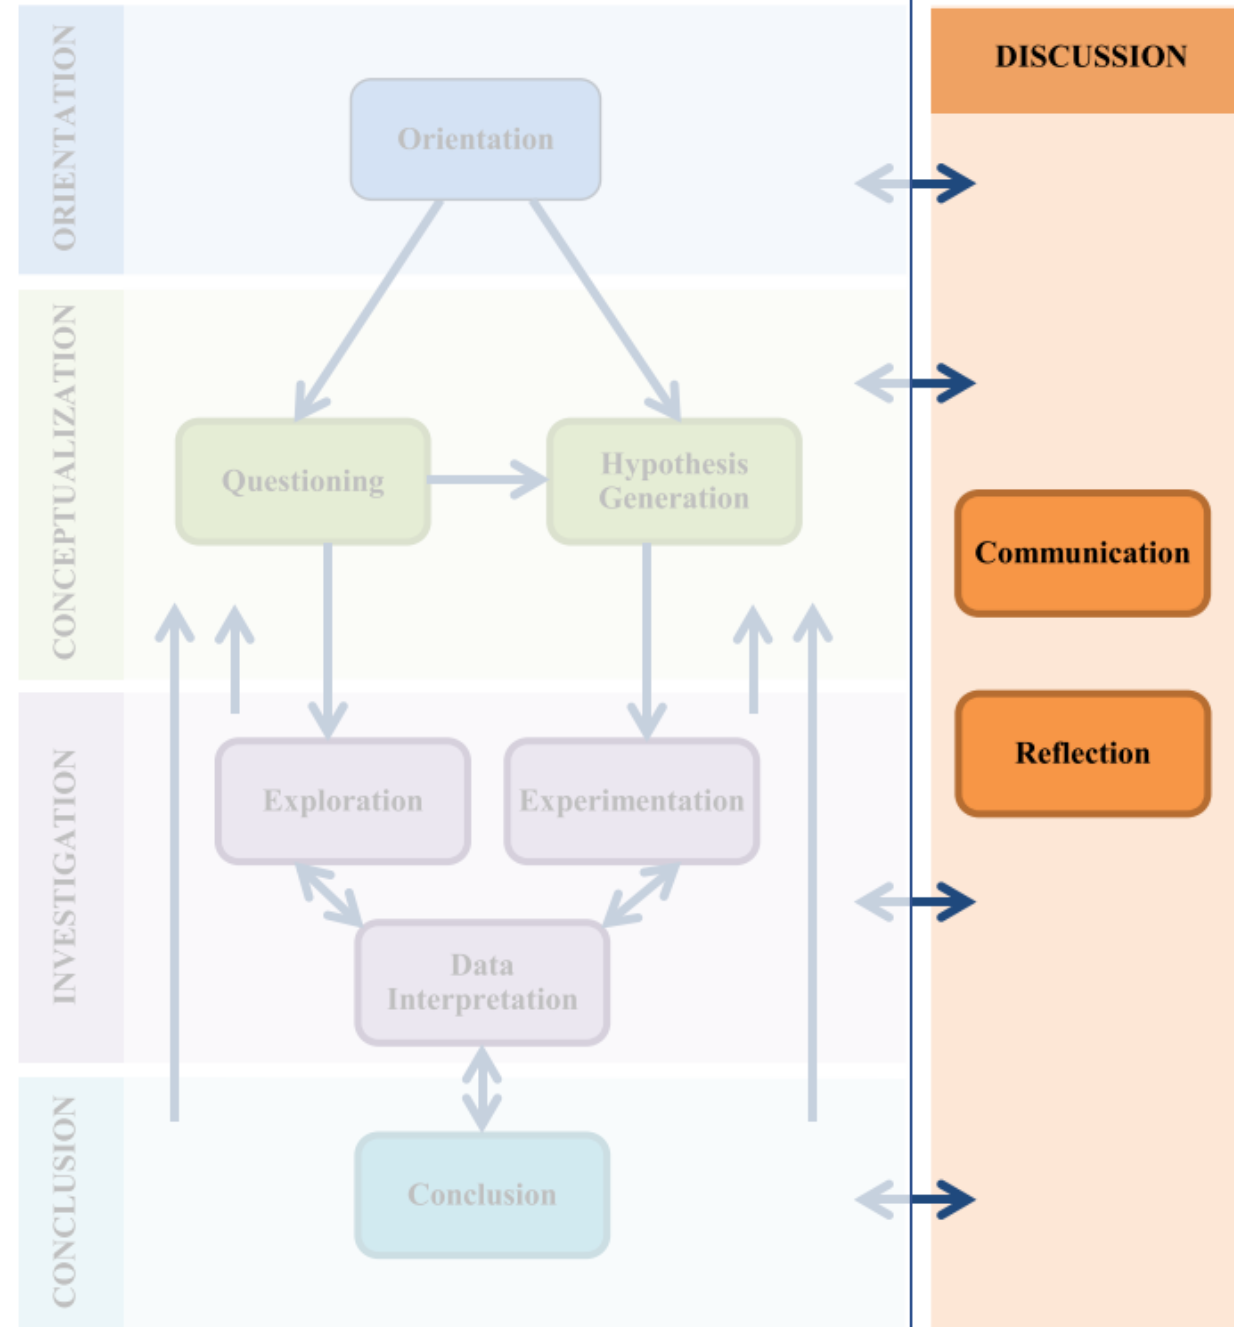 ORIENTATION
Orientation
CONCEPTUALIZATION
Questioning
Hypothesis
Generation
INVESTIGATION
Exploration
Experimentation
Data
Interpretation
CONCLUSION
Conclusion
DISCUSSION
Communication
Reflection